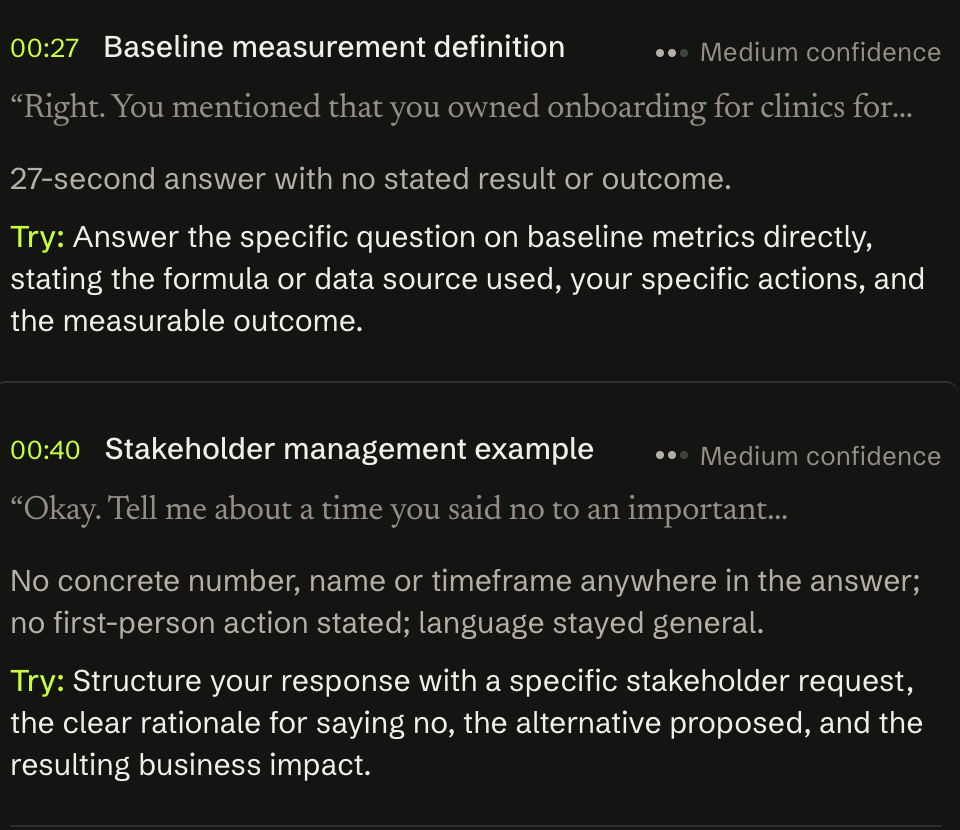 00:27 Baseline measurement definition Medium confidence
“Right. You mentioned that you owned onboarding for clinics for...
27-second answer with no stated result or outcome.
Try: Answer the specific question on baseline metrics directly,
stating the formula or data source used, your specific actions, and
the measurable outcome.
00:40 Stakeholder management example Medium confidence
“Okay. Tell me about a time you said no to an important...
No concrete number, name or timeframe anywhere in the answer;
no first-person action stated; language stayed general.
Try: Structure your response with a specific stakeholder request,
the clear rationale for saying no, the alternative proposed, and the
resulting business impact.